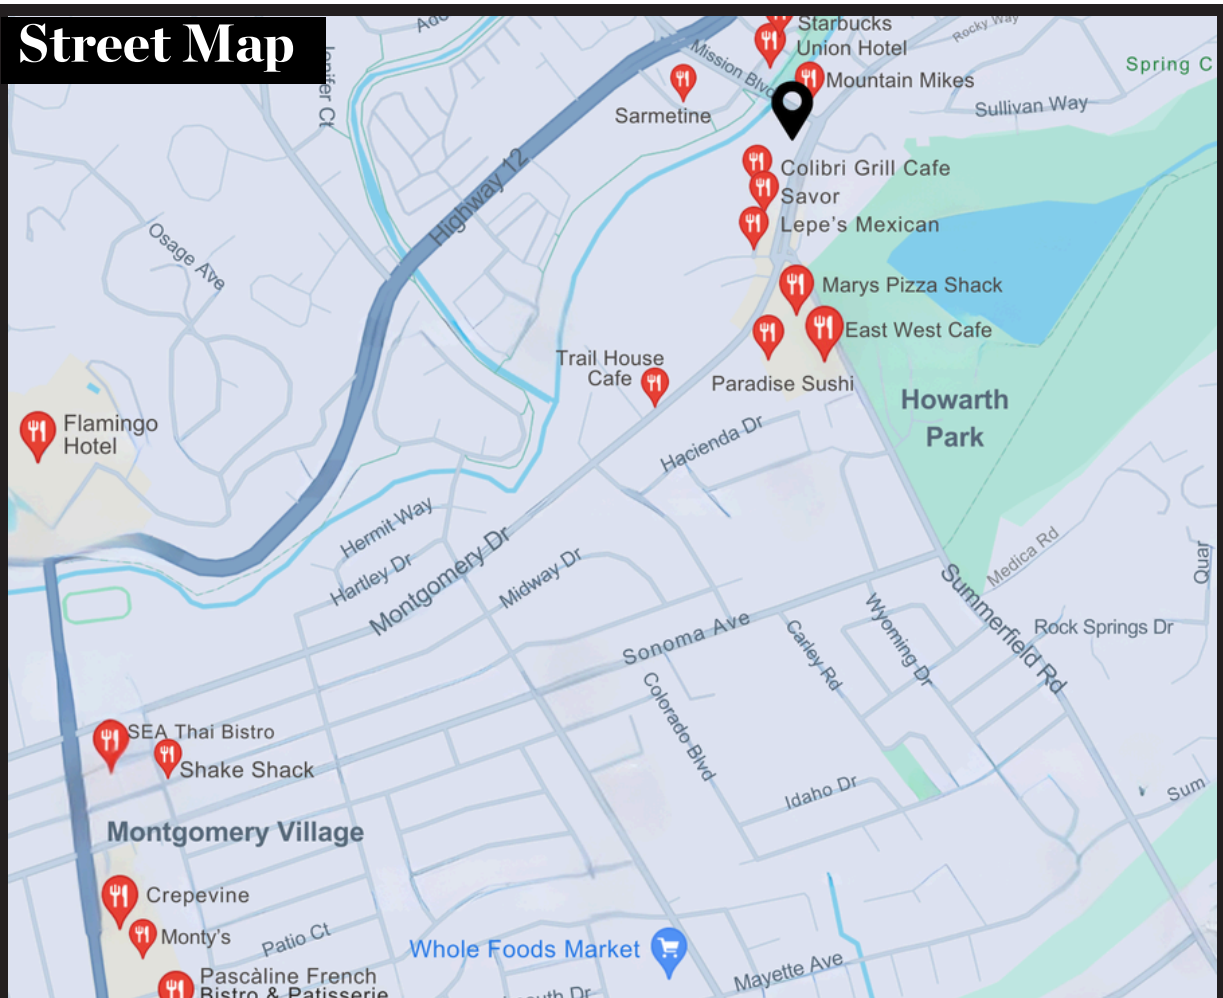 Street Map
Starbucks
Union Hotel
Mission Blvd
Rocky Way
Spring C
Mountain Mikes
Sullivan Way
Sarmetine
Highway 12
Colibri Grill Cafe
Savor
Lepe's Mexican
Osage Ave
Marys Pizza Shack
East West Cafe
Trail House
Cafe
Paradise Sushi
Howarth
Park
Flamingo
Hotel
Hacienda Dr
Hermit Way
Hartley Dr
Montgomery Dr
Midway Dr
Medica Rd
Quar
Summerfield Rd
Sonoma Ave
Carley Rd
Wyoming Dr
Rock Springs Dr
Colorado Blvd
SEA Thai Bistro
Shake Shack
Idaho Dr
Sum
Montgomery Village
Crepevine
Monty's
Patio Ct
Whole Foods Market
Mayette Ave
Pascàline French
Bistro & Patisserie